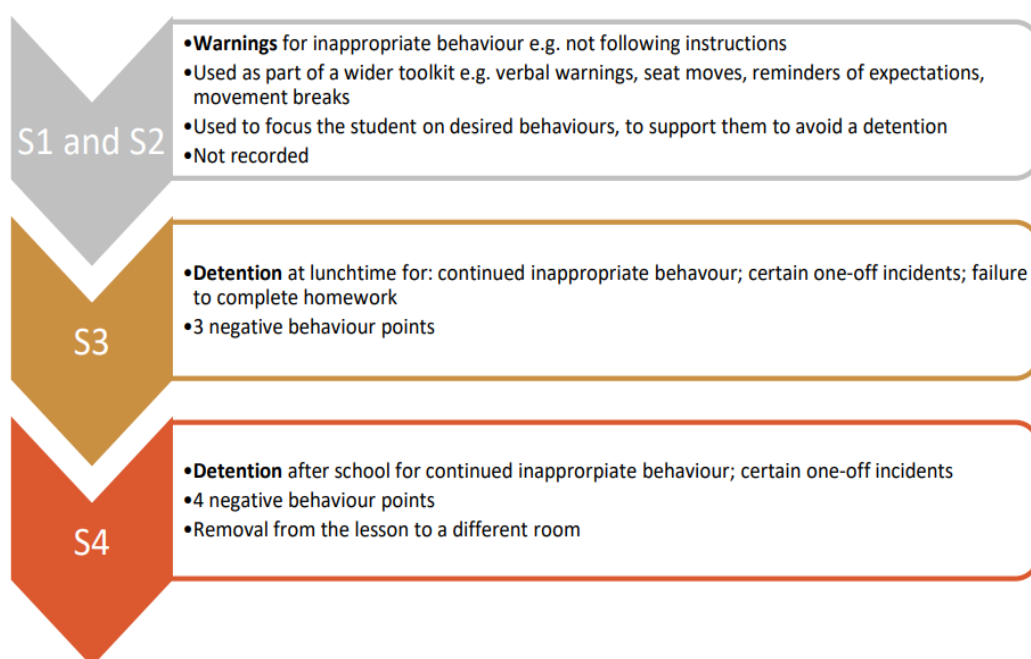 S1 and S2
•Warnings for inappropriate behaviour e.g. not following instructions
•Used as part of a wider toolkit e.g. verbal warnings, seat moves, reminders of expectations,
movement breaks
•Used to focus the student on desired behaviours, to support them to avoid a detention
•Not recorded
S3
•Detention at lunchtime for: continued inappropriate behavour; certain one-off incidents; failure
to complete homework
•3 negative behaviour points
S4
•Detention after school for continued inapprorpiate behaviour; certain one-off incidents
•4 negative behaviour points
•Removal from the lesson to a different room